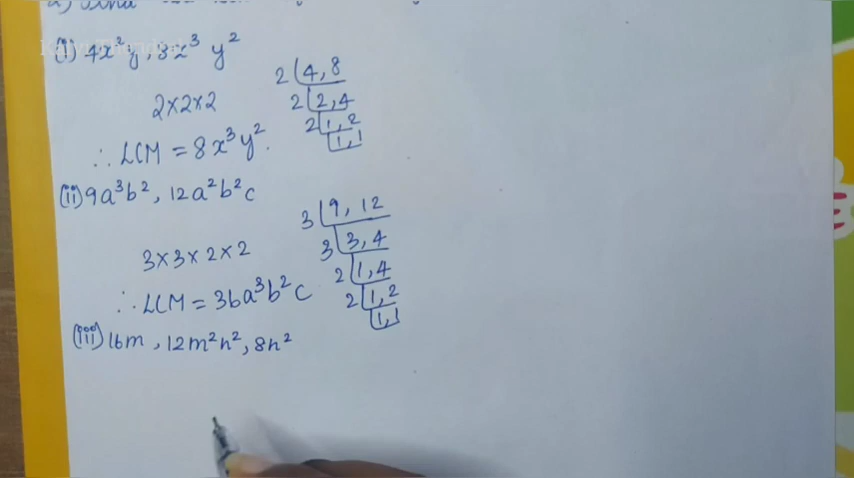 (i) 4x²y, 8x³ y²
2×2×2
2 4, 8
2 2, 4
2 1, 2
1, 1
∴ LCM = 8x³y².
(ii) 9a³b², 12a²b²c
3×3×2×2
3 9, 12
3 3, 4
2 1, 4
2 1, 2
1, 1
∴ LCM = 36a³b²c
(iii) 16m, 12m²n², 8n²